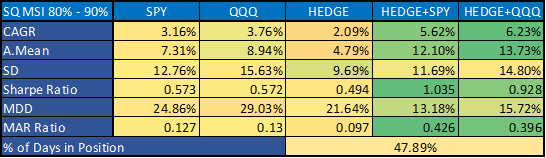 SQ MSI 80% - 90% SPY QQQ HEDGE HEDGE+SPY HEDGE+QQQ
CAGR 3.16% 3.76% 2.09% 5.62% 6.23%
A.Mean 7.31% 8.94% 4.79% 12.10% 13.73%
SD 12.76% 15.63% 9.69% 11.69% 14.80%
Sharpe Ratio 0.573 0.572 0.494 1.035 0.928
MDD 24.86% 29.03% 21.64% 13.18% 15.72%
MAR Ratio 0.127 0.13 0.097 0.426 0.396
% of Days in Position 47.89%